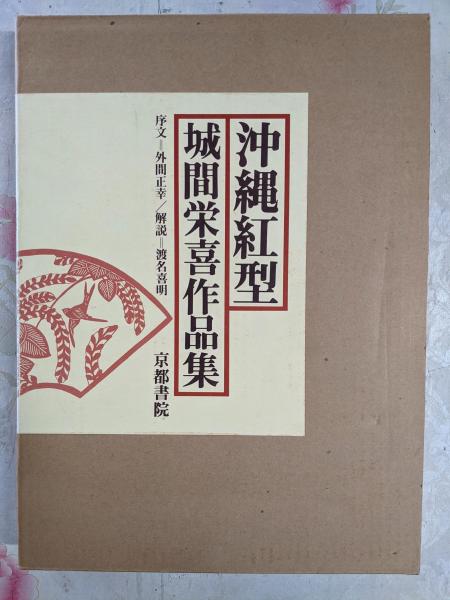 沖縄紅型
城間栄喜作品集
序文=外間正幸/解説=渡名喜明
京都書院